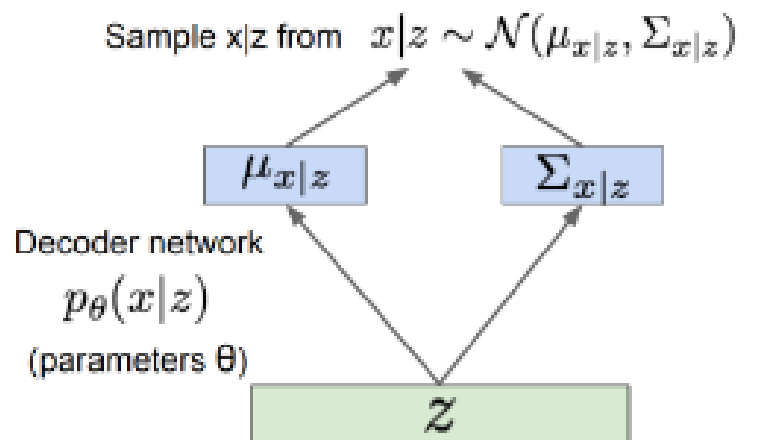 Sample x|z from x|z ~ 𝒩(μ_{x|z}, Σ_{x|z})
μ_{x|z}
Σ_{x|z}
Decoder network
p_θ(x|z)
(parameters θ)
z